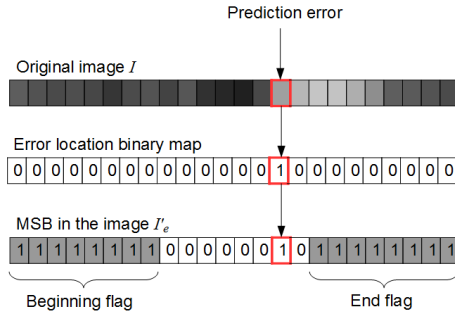 Prediction error
Original image I
Error location binary map
0 0 0 0 0 0 0 0 0 0 0 0 0 0 1 0 0 0 0 0 0 0 0 0
MSB in the image I'e
1 1 1 1 1 1 1 1 0 0 0 0 0 0 1 0 1 1 1 1 1 1 1 1
Beginning flag End flag